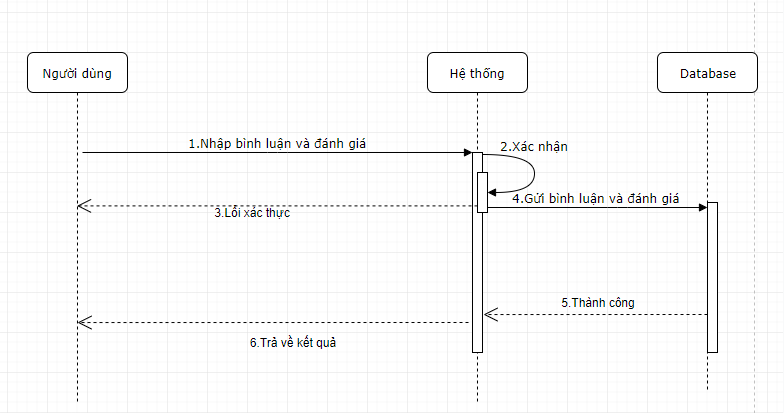 Người dùng
Hệ thống
Database
1.Nhập bình luận và đánh giá
2.Xác nhận
3.Lỗi xác thực
4.Gửi bình luận và đánh giá
5.Thành công
6.Trả về kết quả